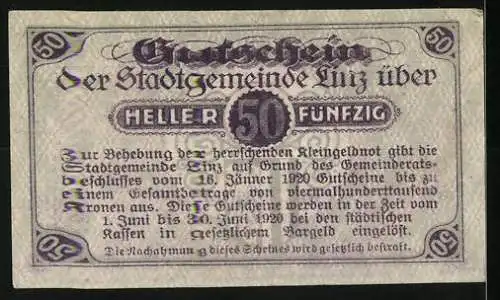 50 50
Gutschein
der Stadtgemeinde Linz über
HELLER 50 FÜNFZIG
Zur Behebung der herrschenden Kleingeldnot gibt die
Stadtgemeinde Linz auf Grund des Gemeinderats-
beschlusses vom 16. Jänner 1920 Gutscheine bis zu
einem Gesamtbetrage von viermalhunderttausend
Kronen aus. Diese Gutscheine werden in der Zeit vom
1. Juni bis 30. Juni 1920 bei den städtischen
Kassen in gesetzlichem Bargeld eingelöst.
Die Nachahmung dieses Scheines wird gesetzlich bestraft.
50 50